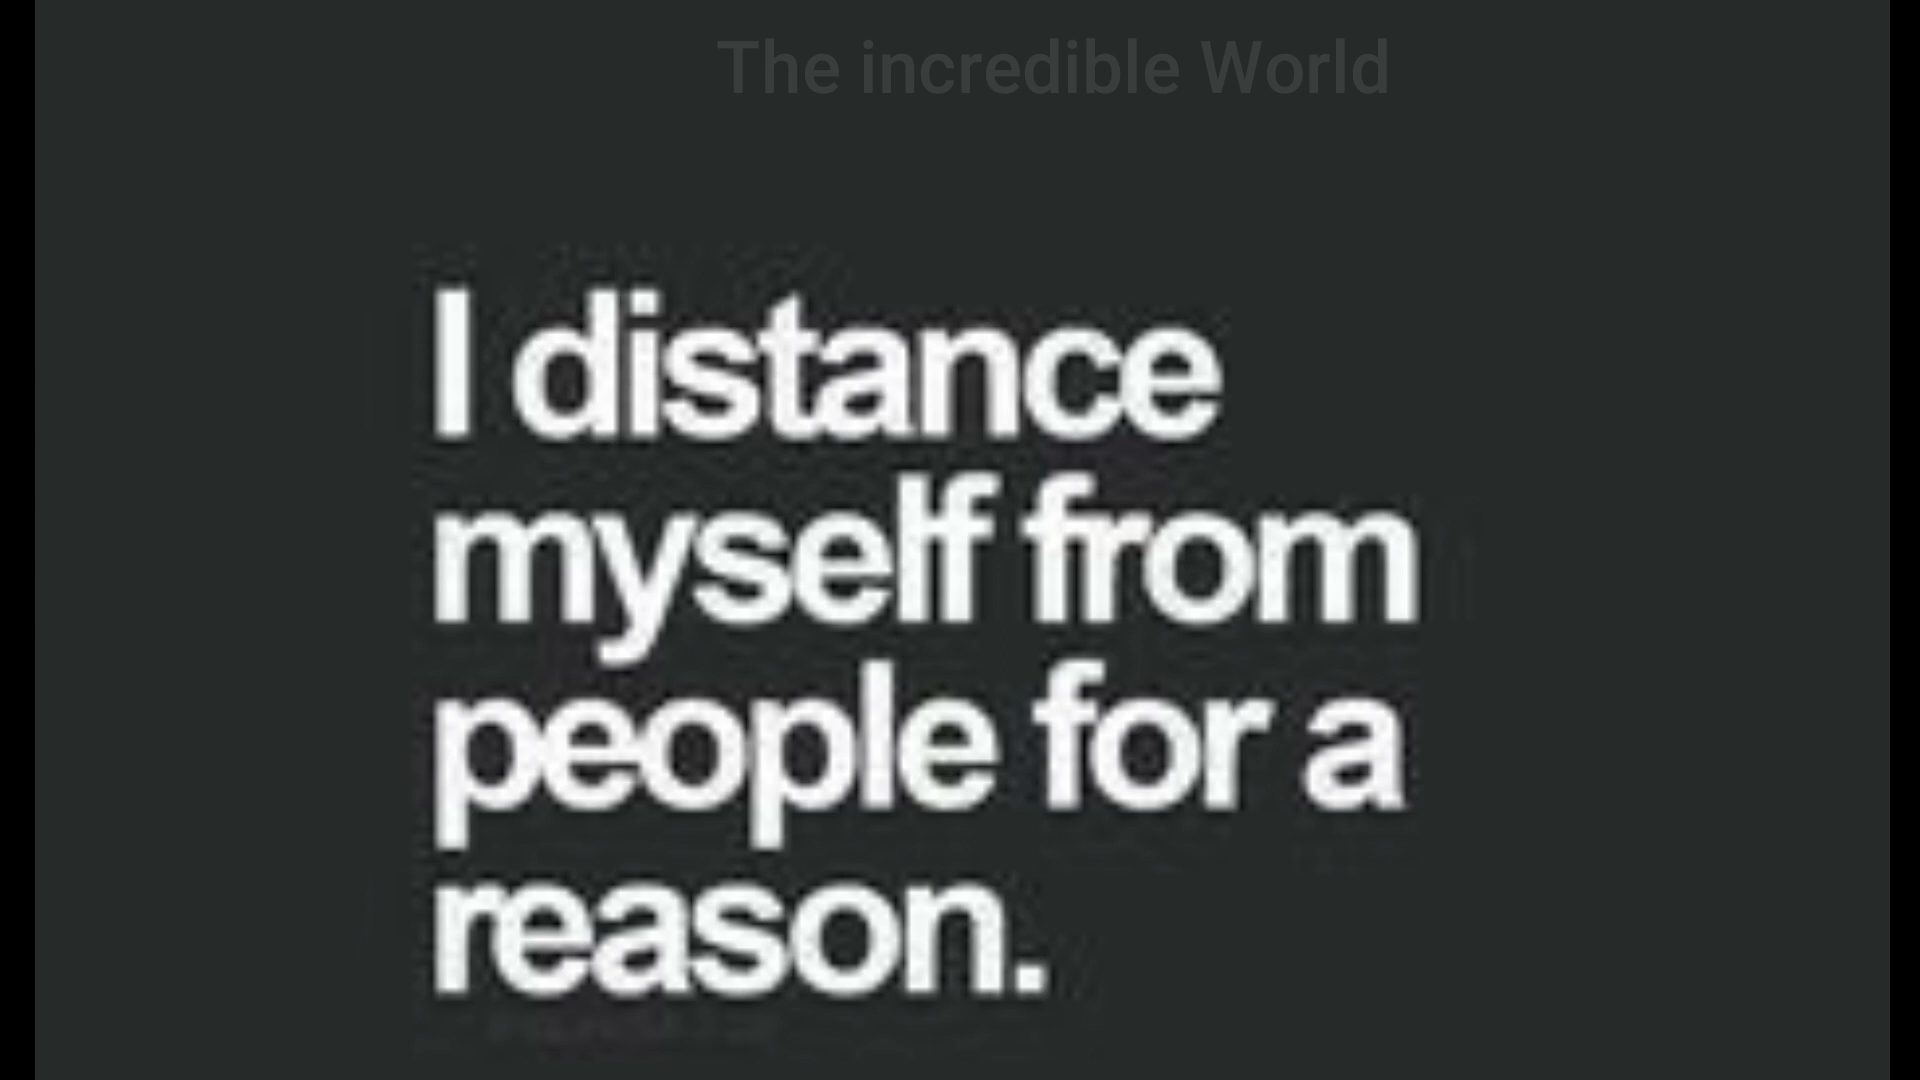 The incredible World
I distance
myself from
people for a
reason.